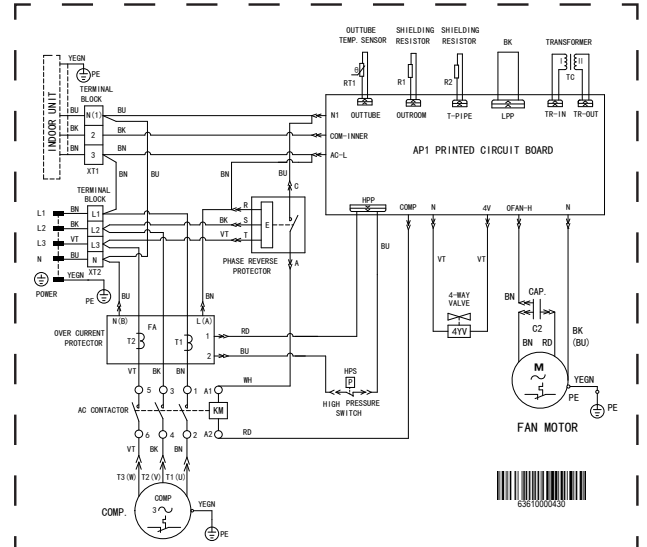 OUTTUBE TEMP. SENSOR
SHIELDING RESISTOR
SHIELDING RESISTOR
BK
TRANSFORMER
θ
RT1
R1
R2
I
II
TC
OUTTUBE
OUTROOM
T-PIPE
LPP
TR-IN
TR-OUT
N1
COM-INNER
AC-L
AP1 PRINTED CIRCUIT BOARD
HPP
COMP
N
4V
OFAN-H
N
YEGN
PE
INDOOR UNIT
TERMINAL BLOCK
BU
N(1)
BU
BK
2
BK
BN
3
BN
XT1
BN
BU
BN
BU
C
TERMINAL BLOCK
L1
BN
L1
L2
BK
L2
L3
VT
L3
N
BU
N
XT2
YEGN
POWER
PE
R
BK
S
VT
T
E
PHASE REVERSE PROTECTOR
A
BU
BN
N(B)
L(A)
FA
OVER CURRENT PROTECTOR
T2
T1
1
RD
2
BU
BU
VT
BK
BN
WH
5
3
1
A1
AC CONTACTOR
KM
6
4
2
A2
RD
VT
BK
BN
T3(W)
T2(V)
T1(U)
COMP
3
YEGN
COMP.
PE
HPS
P
HIGH PRESSURE SWITCH
VT
VT
4-WAY VALVE
4YV
BN
CAP.
C2
BN
RD
BK (BU)
M
YEGN
PE
PE
FAN MOTOR
63610000430